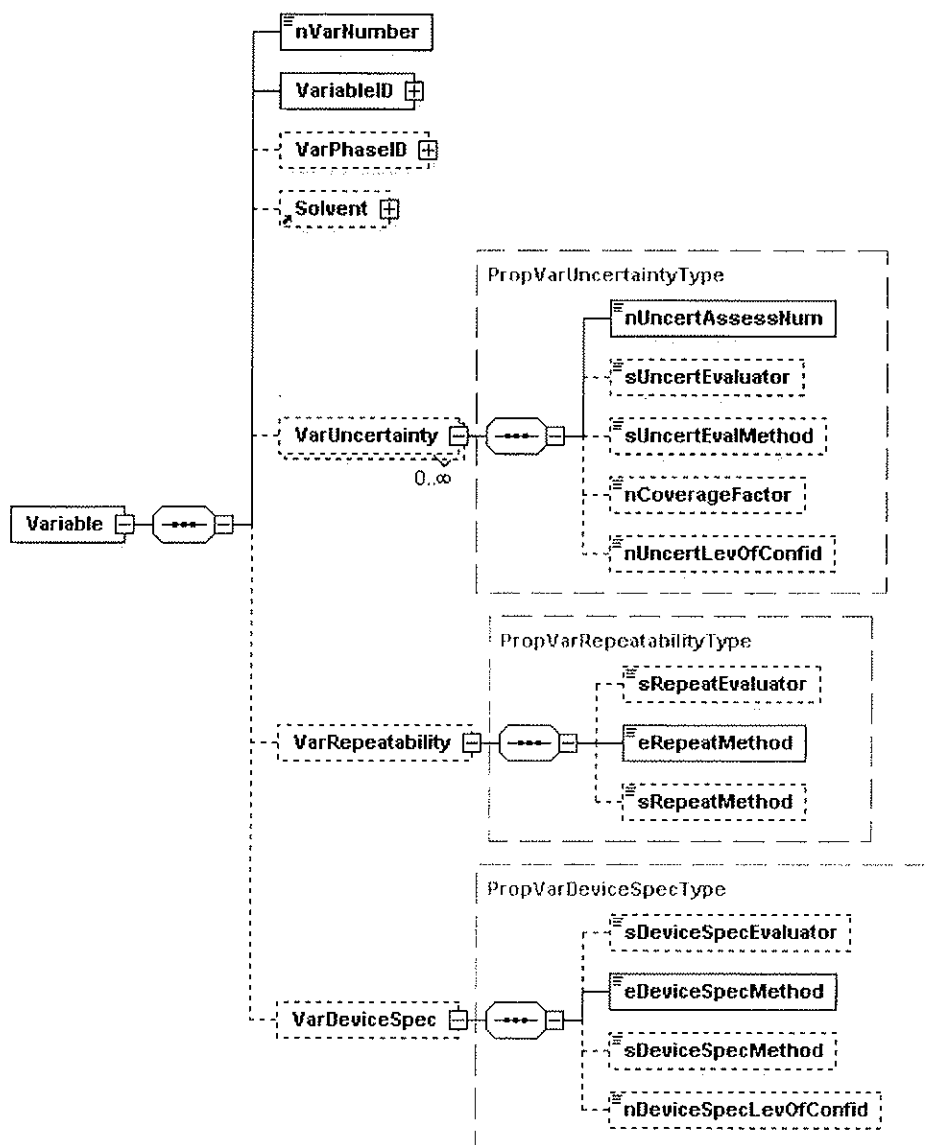 nVarNumber
VariableID
VarPhaseID
Solvent
PropVarUncertaintyType
nUncertAssessNum
sUncertEvaluator
VarUncertainty
sUncertEvalMethod
0..∞
nCoverageFactor
Variable
nUncertLevOfConfid
PropVarRepeatabilityType
sRepeatEvaluator
VarRepeatability
eRepeatMethod
sRepeatMethod
PropVarDeviceSpecType
sDeviceSpecEvaluator
eDeviceSpecMethod
VarDeviceSpec
sDeviceSpecMethod
nDeviceSpecLevOfConfid